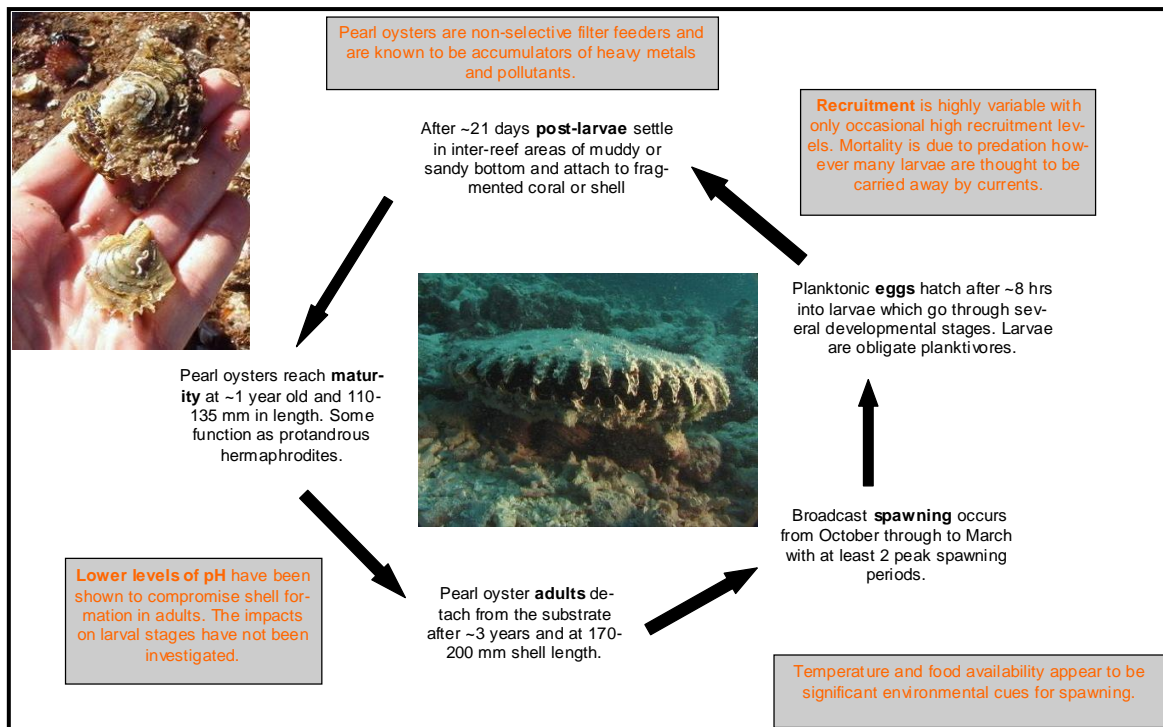 Pearl oysters are non-selective filter feeders and
are known to be accumulators of heavy metals
and pollutants.
After ~21 days post-larvae settle
in inter-reef areas of muddy or
sandy bottom and attach to frag-
mented coral or shell
Recruitment is highly variable with
only occasional high recruitment lev-
els. Mortality is due to predation how-
ever many larvae are thought to be
carried away by currents.
Planktonic eggs hatch after ~8 hrs
into larvae which go through sev-
eral developmental stages. Larvae
are obligate planktivores.
Pearl oysters reach matur-
ity at ~1 year old and 110-
135 mm in length. Some
function as protandrous
hermaphrodites.
Broadcast spawning occurs
from October through to March
with at least 2 peak spawning
periods.
Lower levels of pH have been
shown to compromise shell for-
mation in adults. The impacts
on larval stages have not been
investigated.
Pearl oyster adults de-
tach from the substrate
after ~3 years and at 170-
200 mm shell length.
Temperature and food availability appear to be
significant environmental cues for spawning.